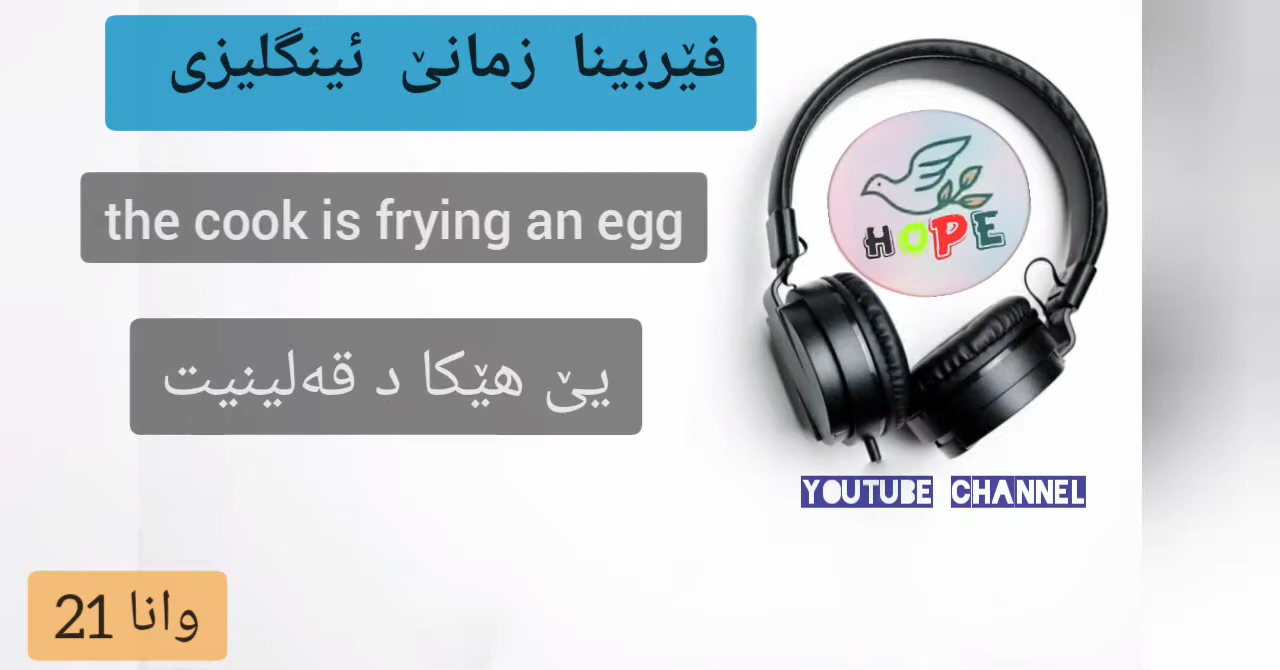 فێربینا زمانێ ئینگلیزی
the cook is frying an egg
یێ هێکا د قەلینیت
HOPE
YOUTUBE CHANNEL
وانا 21